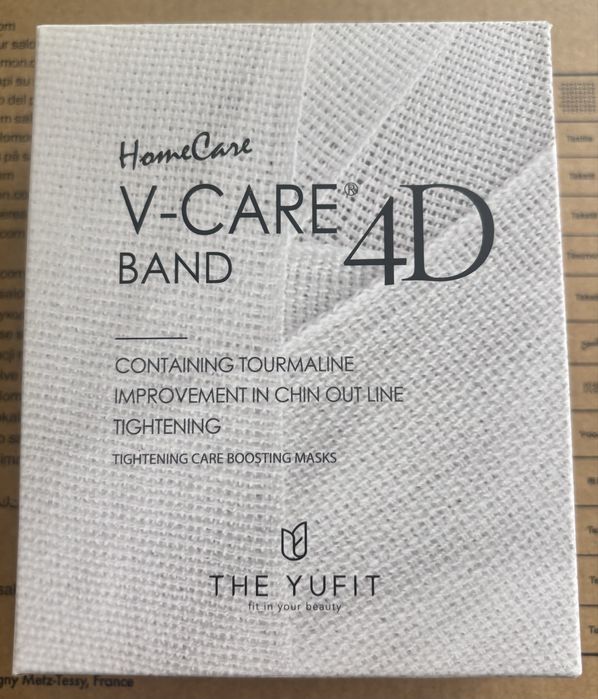 HomeCare
V-CARE® 4D
BAND
CONTAINING TOURMALINE
IMPROVEMENT IN CHIN OUT LINE
TIGHTENING
TIGHTENING CARE BOOSTING MASKS
THE YUFIT
fit in your beauty
Metz-Tessy, France